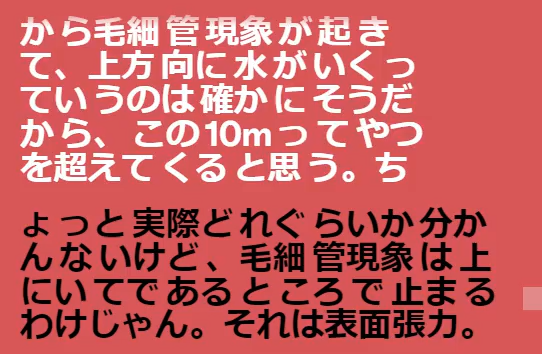 から毛細管現象が起き
て、上方向に水がいくっ
ていうのは確かにそうだ
から、この10mってやつ
を超えてくると思う。ち
ょっと実際どれぐらいか分か
んないけど、毛細管現象は上
にいてであるところで止まる
わけじゃん。それは表面張力。